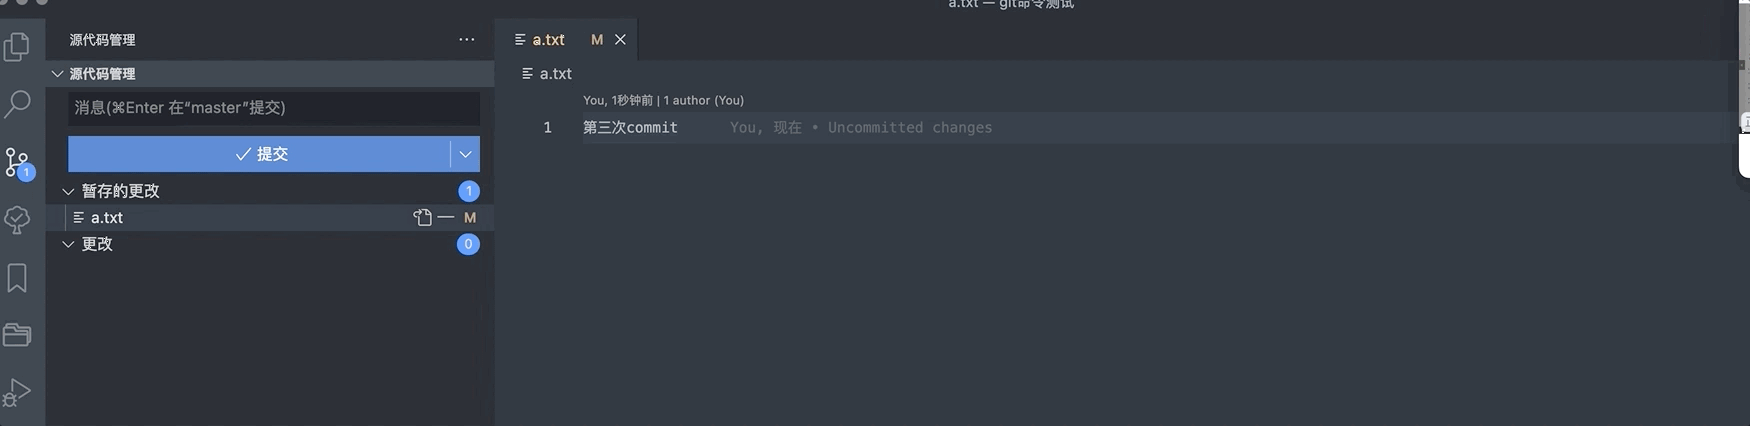 a.txt — git命令测试
源代码管理
源代码管理
消息(⌘Enter 在“master”提交)
提交
暂存的更改 1
a.txt M
更改 0
1
a.txt M
a.txt
You, 1秒钟前 | 1 author (You)
1 第三次commit You, 现在 • Uncommitted changes